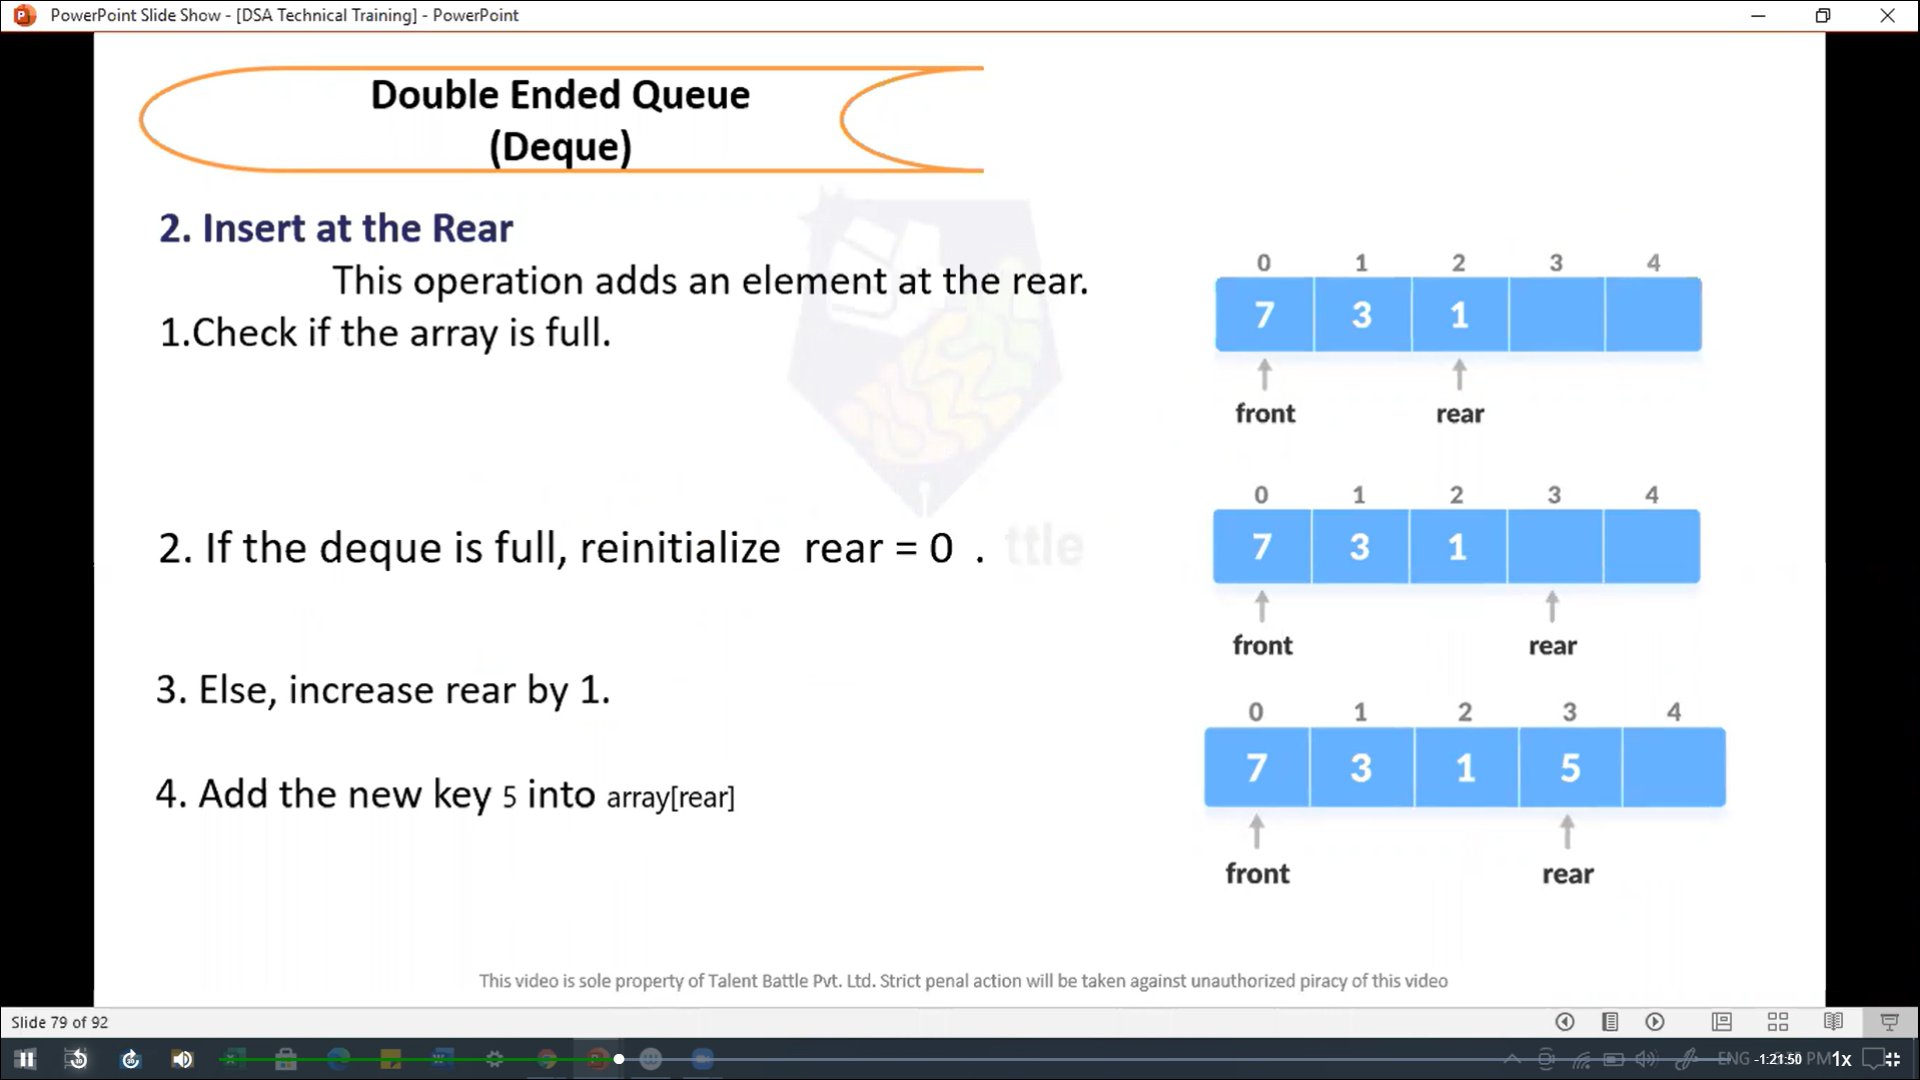 PowerPoint Slide Show - [DSA Technical Training] - PowerPoint
Double Ended Queue
(Deque)
2. Insert at the Rear
This operation adds an element at the rear.
1.Check if the array is full.
0 1 2 3 4
7 3 1
front rear
2. If the deque is full, reinitialize rear = 0 .
ttle
0 1 2 3 4
7 3 1
front rear
3. Else, increase rear by 1.
0 1 2 3 4
7 3 1 5
4. Add the new key 5 into array[rear]
front rear
This video is sole property of Talent Battle Pvt. Ltd. Strict penal action will be taken against unauthorized piracy of this video
Slide 79 of 92
ENG PM -1:21:50 1x